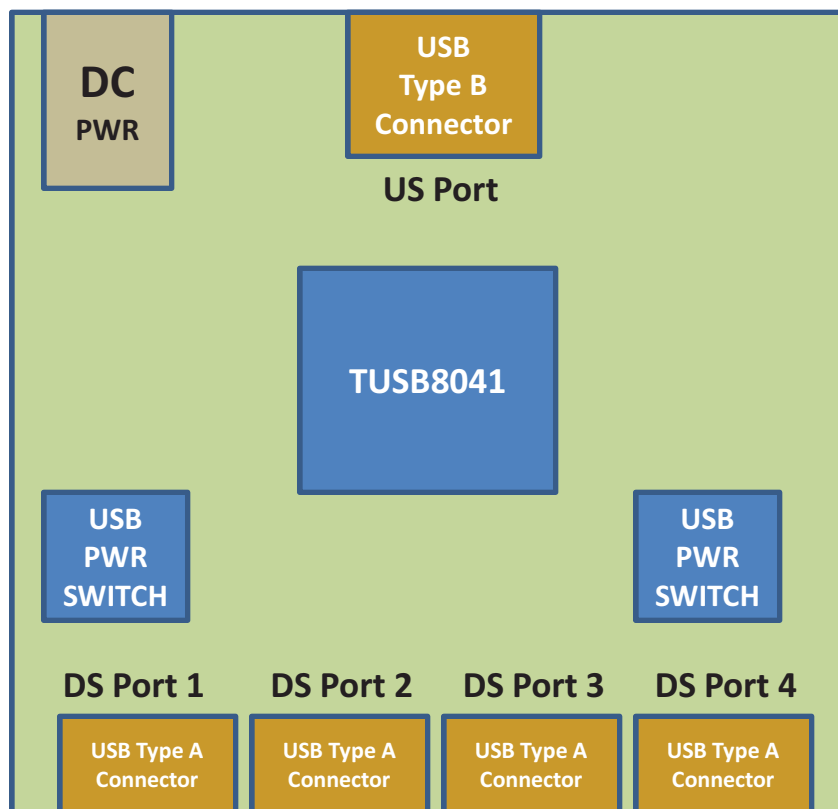 DC
PWR
USB
Type B
Connector
US Port
TUSB8041
USB
PWR
SWITCH
USB
PWR
SWITCH
DS Port 1
DS Port 2
DS Port 3
DS Port 4
USB Type A
Connector
USB Type A
Connector
USB Type A
Connector
USB Type A
Connector